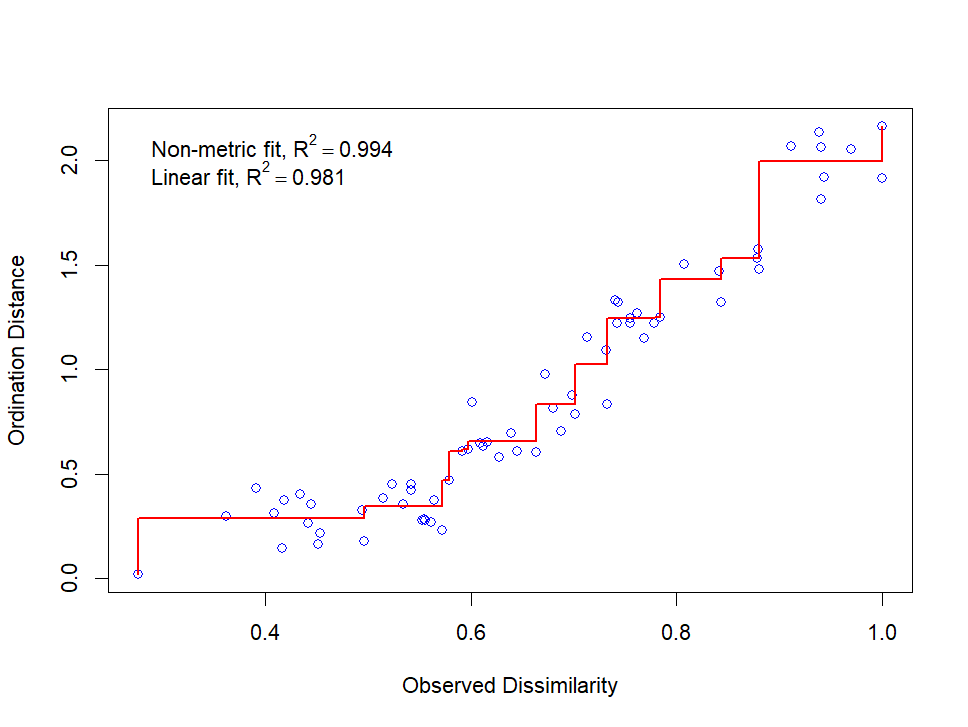 Non-metric fit, R² = 0.994
Linear fit, R² = 0.981
2.0
1.5
1.0
0.5
0.0
Ordination Distance
0.4 0.6 0.8 1.0
Observed Dissimilarity